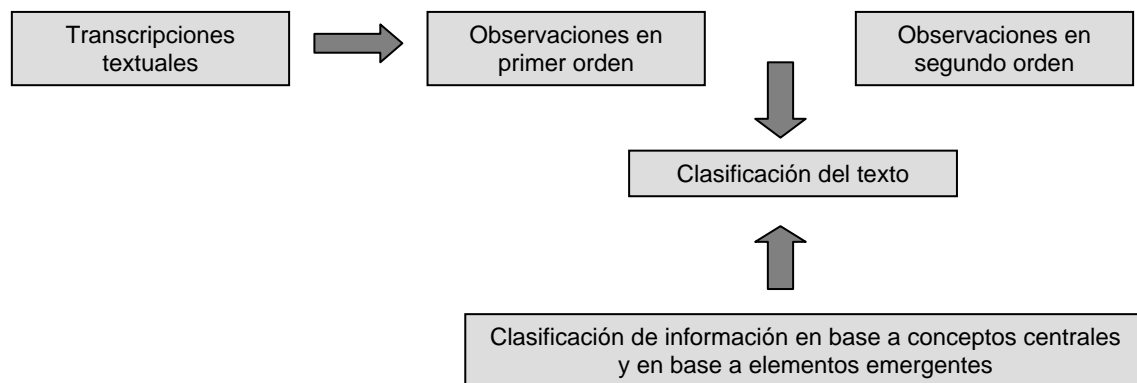 Transcripciones
textuales
Observaciones en
primer orden
Observaciones en
segundo orden
Clasificación del texto
Clasificación de información en base a conceptos centrales
y en base a elementos emergentes